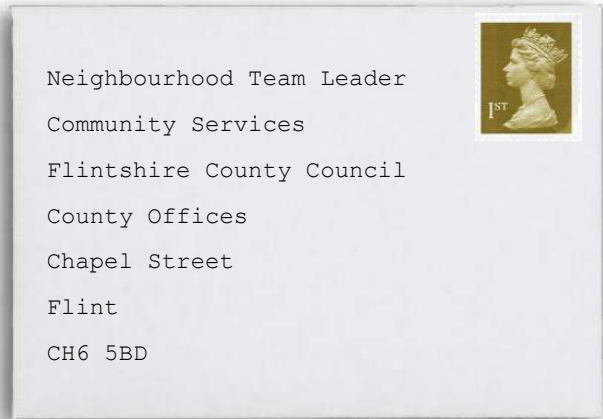 1ST
Neighbourhood Team Leader
Community Services
Flintshire County Council
County Offices
Chapel Street
Flint
CH6 5BD